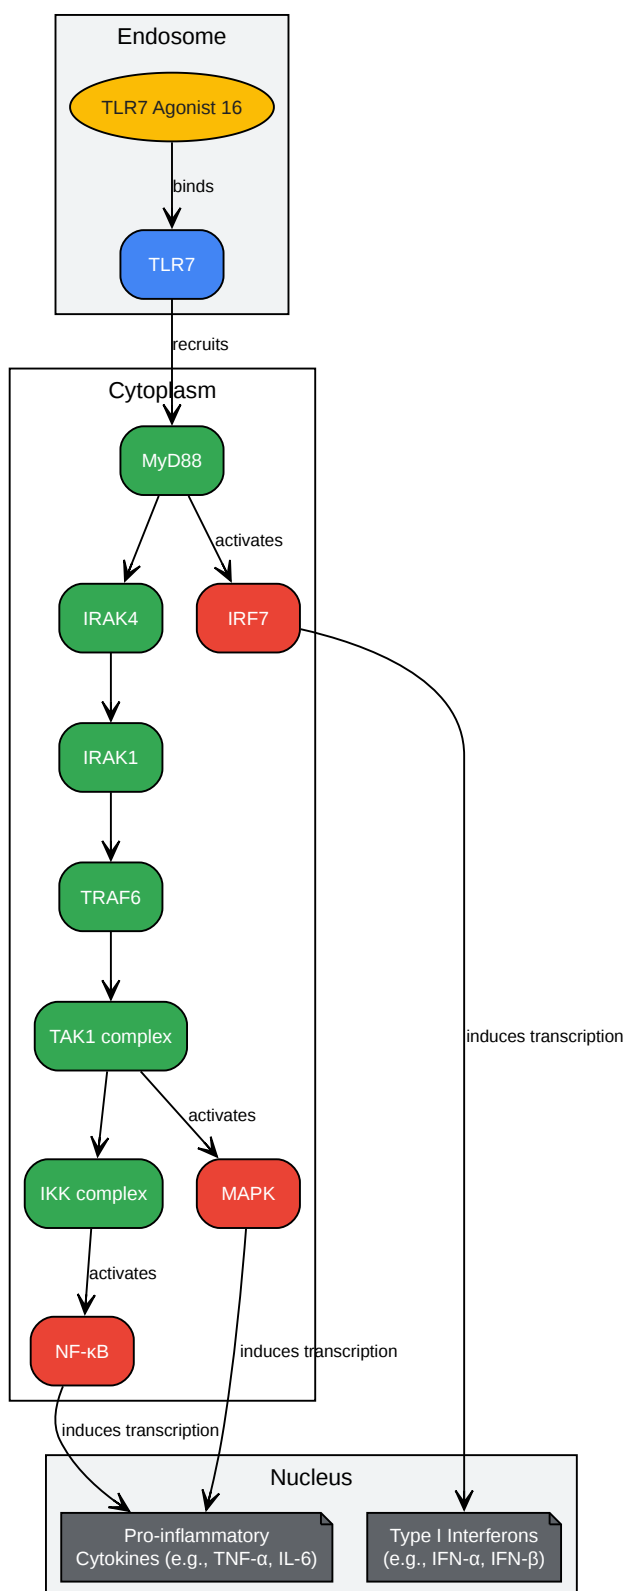 Endosome
TLR7 Agonist 16
binds
TLR7
recruits
Cytoplasm
MyD88
activates
IRAK4
IRF7
IRAK1
TRAF6
TAK1 complex
induces transcription
activates
IKK complex
MAPK
activates
NF-κB
induces transcription
induces transcription
Nucleus
Pro-inflammatory
Cytokines (e.g., TNF-α, IL-6)
Type I Interferons
(e.g., IFN-α, IFN-β)